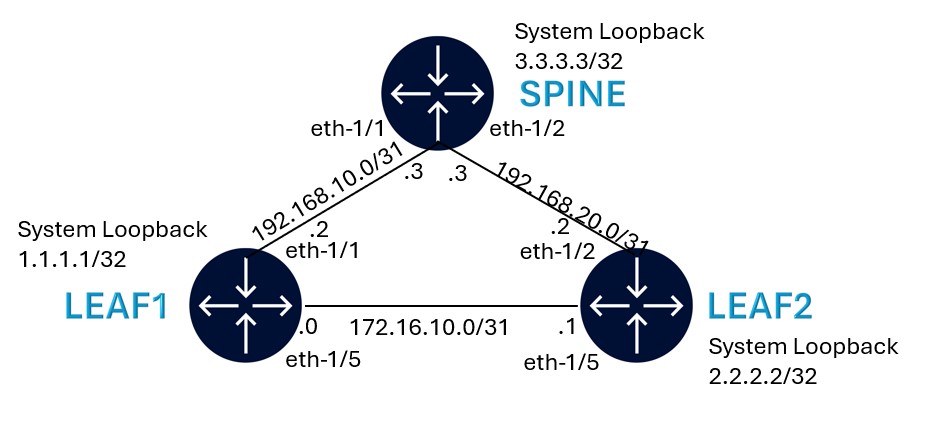 System Loopback
3.3.3.3/32
SPINE
eth-1/1
eth-1/2
192.168.10.0/31
.3
.3
192.168.20.0/31
.2
.2
System Loopback
1.1.1.1/32
eth-1/1
eth-1/2
LEAF1
LEAF2
.0
172.16.10.0/31
.1
eth-1/5
eth-1/5
System Loopback
2.2.2.2/32